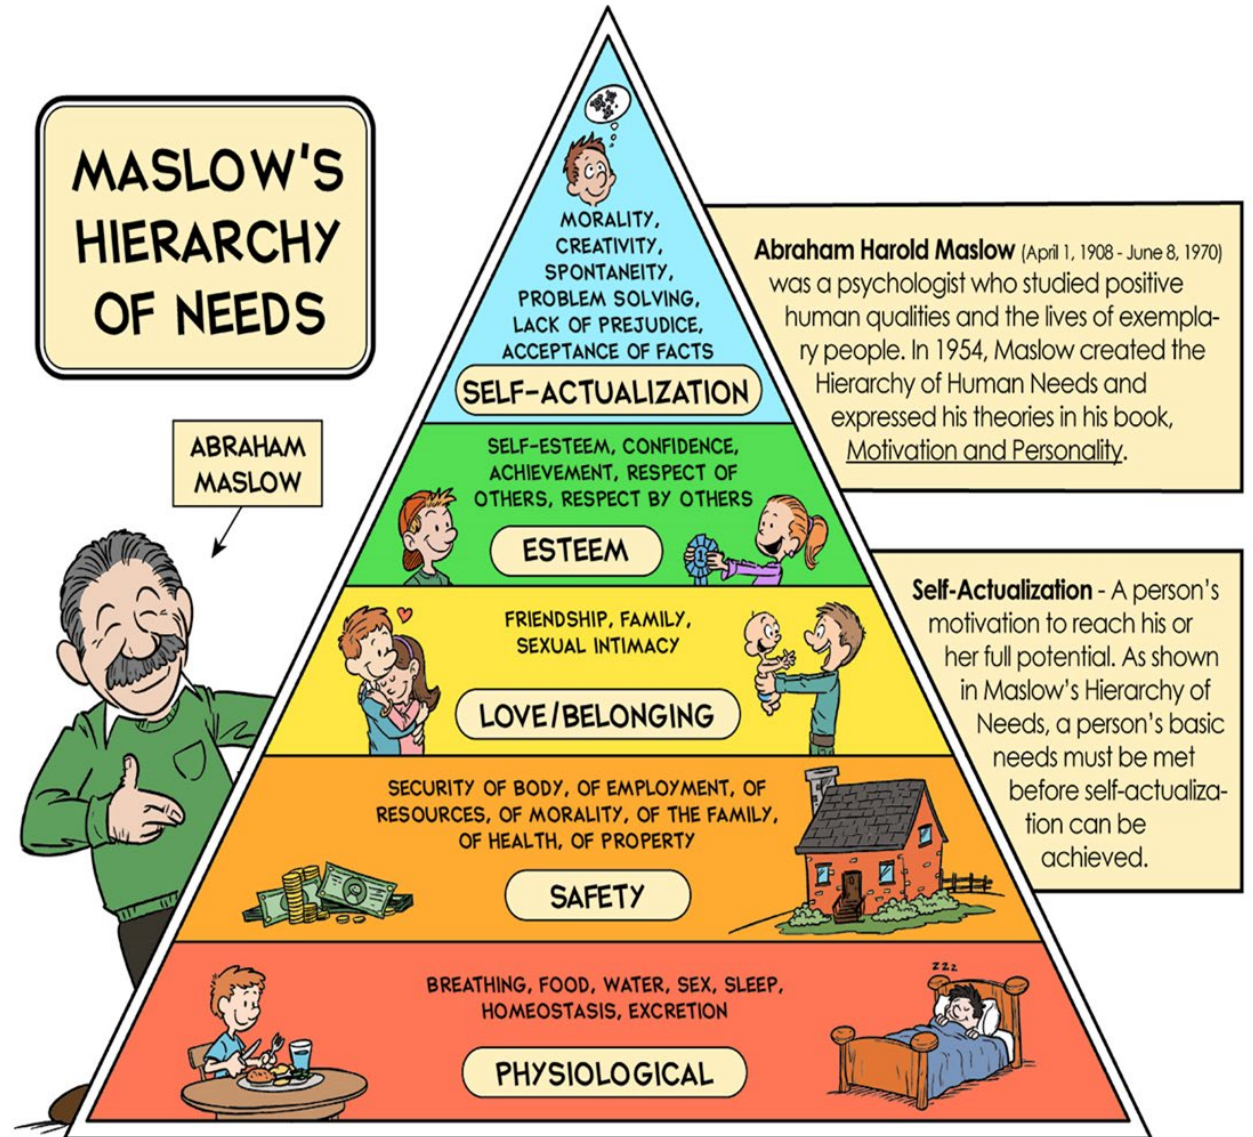 MASLOW'S
HIERARCHY
OF NEEDS
ABRAHAM
MASLOW
MORALITY,
CREATIVITY,
SPONTANEITY,
PROBLEM SOLVING,
LACK OF PREJUDICE,
ACCEPTANCE OF FACTS
SELF-ACTUALIZATION
SELF-ESTEEM, CONFIDENCE,
ACHIEVEMENT, RESPECT OF
OTHERS, RESPECT BY OTHERS
ESTEEM
1
FRIENDSHIP, FAMILY,
SEXUAL INTIMACY
LOVE/BELONGING
SECURITY OF BODY, OF EMPLOYMENT, OF
RESOURCES, OF MORALITY, OF THE FAMILY,
OF HEALTH, OF PROPERTY
SAFETY
BREATHING, FOOD, WATER, SEX, SLEEP,
HOMEOSTASIS, EXCRETION
PHYSIOLOGICAL
zzz
Abraham Harold Maslow (April 1, 1908 - June 8, 1970)
was a psychologist who studied positive
human qualities and the lives of exempla-
ry people. In 1954, Maslow created the
Hierarchy of Human Needs and
expressed his theories in his book,
Motivation and Personality.
Self-Actualization - A person's
motivation to reach his or
her full potential. As shown
in Maslow's Hierarchy of
Needs, a person's basic
needs must be met
before self-actualiza-
tion can be
achieved.